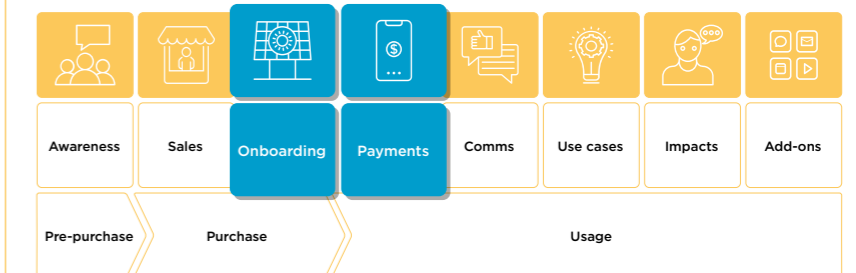 $
Awareness
Sales
Onboarding
Payments
Comms
Use cases
Impacts
Add-ons
Pre-purchase
Purchase
Usage